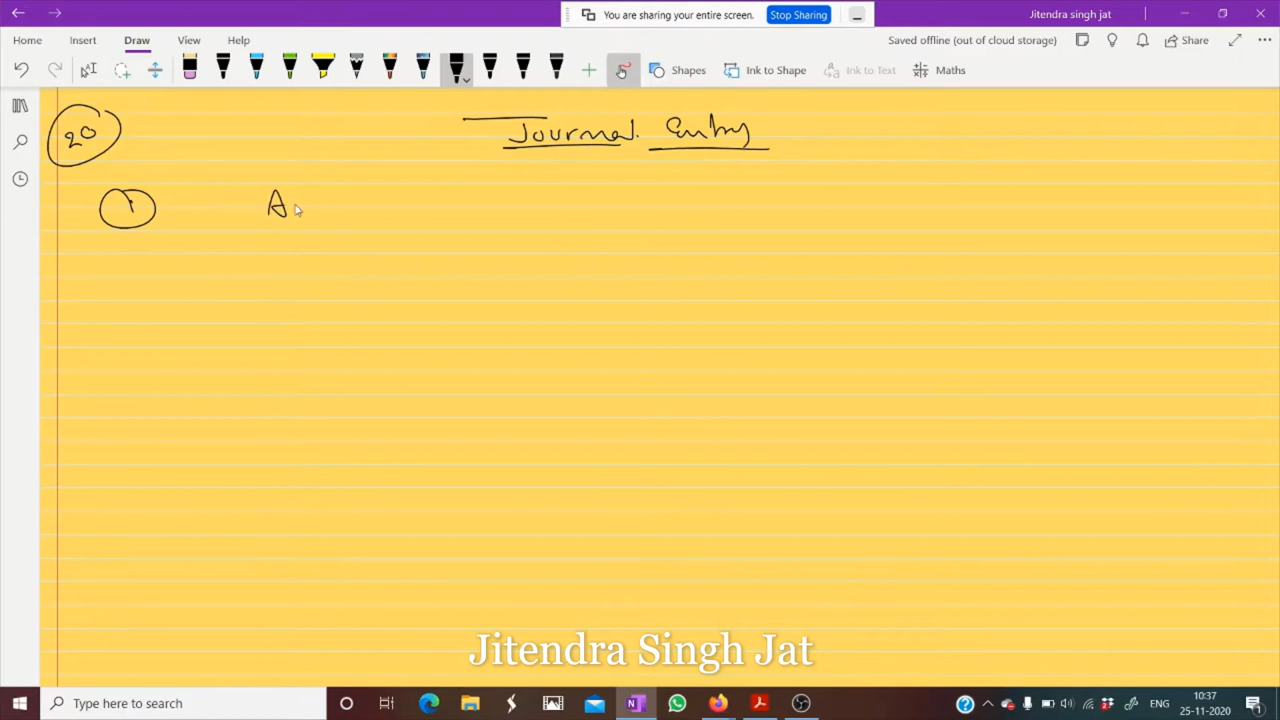 You are sharing your entire screen. Stop Sharing
Jitendra singh jat
Home Insert Draw View Help
Saved offline (out of cloud storage) Share
Shapes Ink to Shape Ink to Text Maths
20 Journal Entry
1 A
Jitendra Singh Jat
Type here to search
ENG
10:37
25-11-2020